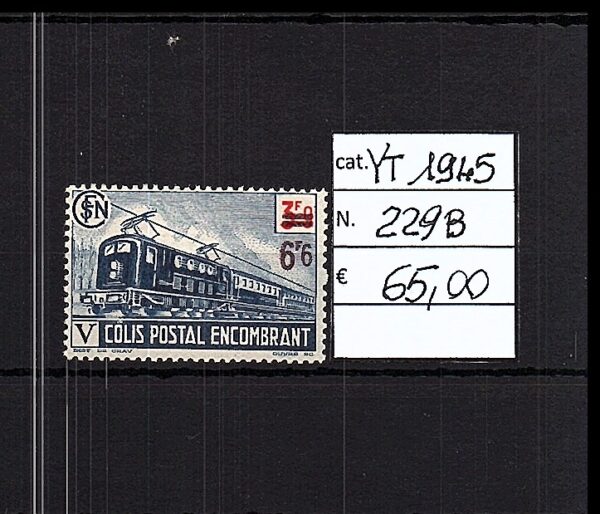 SNCF
3F0
6F6
V COLIS POSTAL ENCOMBRANT
cat. YT 1945
N. 229B
€ 65,00